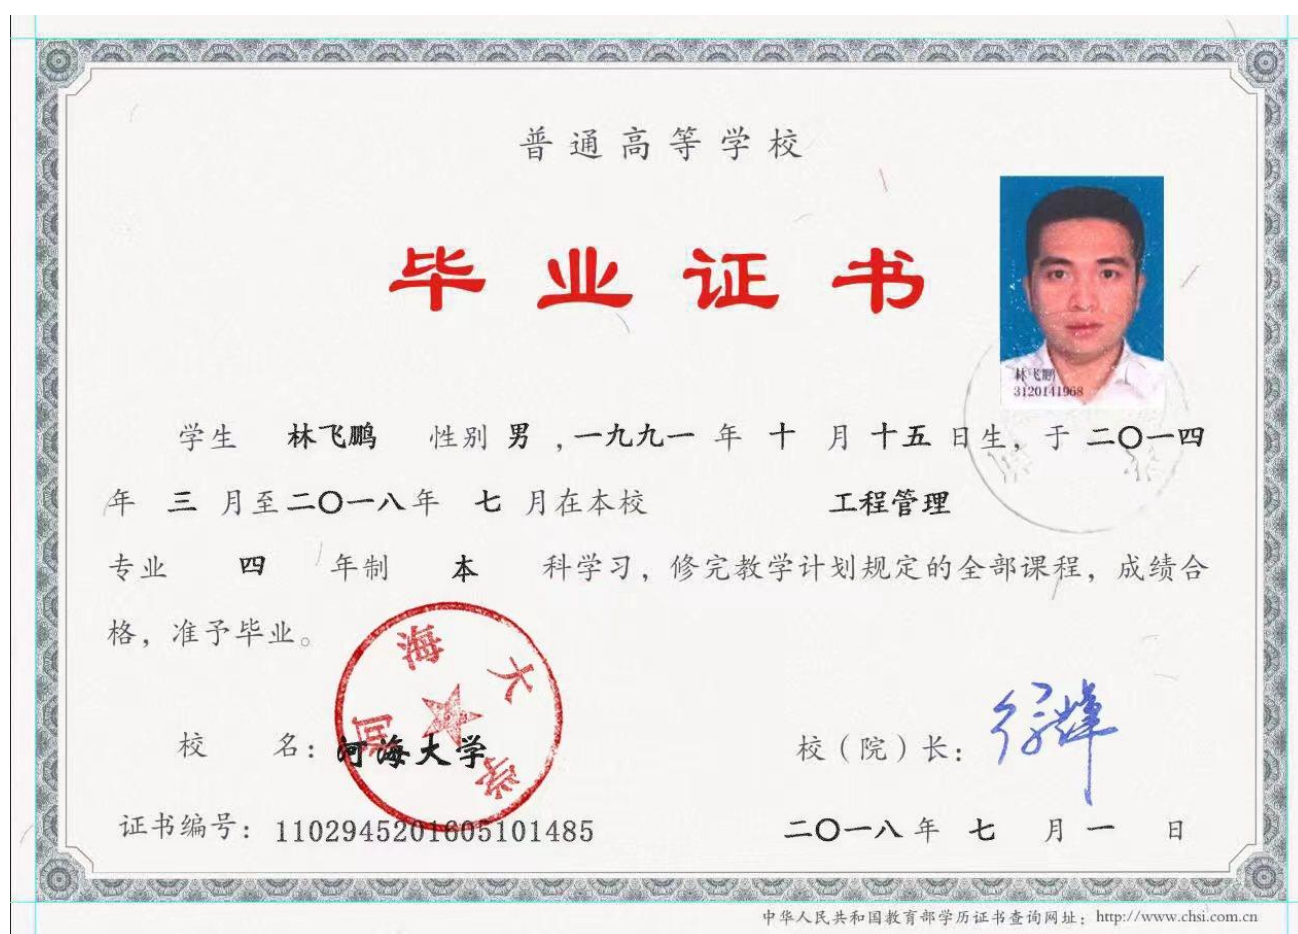 普通高等学校
毕业证书
林飞鹏
3120141968
学生 林飞鹏 性别 男 ,一九九一 年 十 月 十五 日生, 于 二〇一四
年 三 月至 二〇一八 年 七 月在本校 工程管理
专业 四 年制 本 科学习, 修完教学计划规定的全部课程, 成绩合
格, 准予毕业。
河海大学
校 名: 河海大学
校(院)长:
证书编号: 1102945201605101485
二〇一八 年 七 月 一 日
中华人民共和国教育部学历证书查询网址: http://www.chsi.com.cn